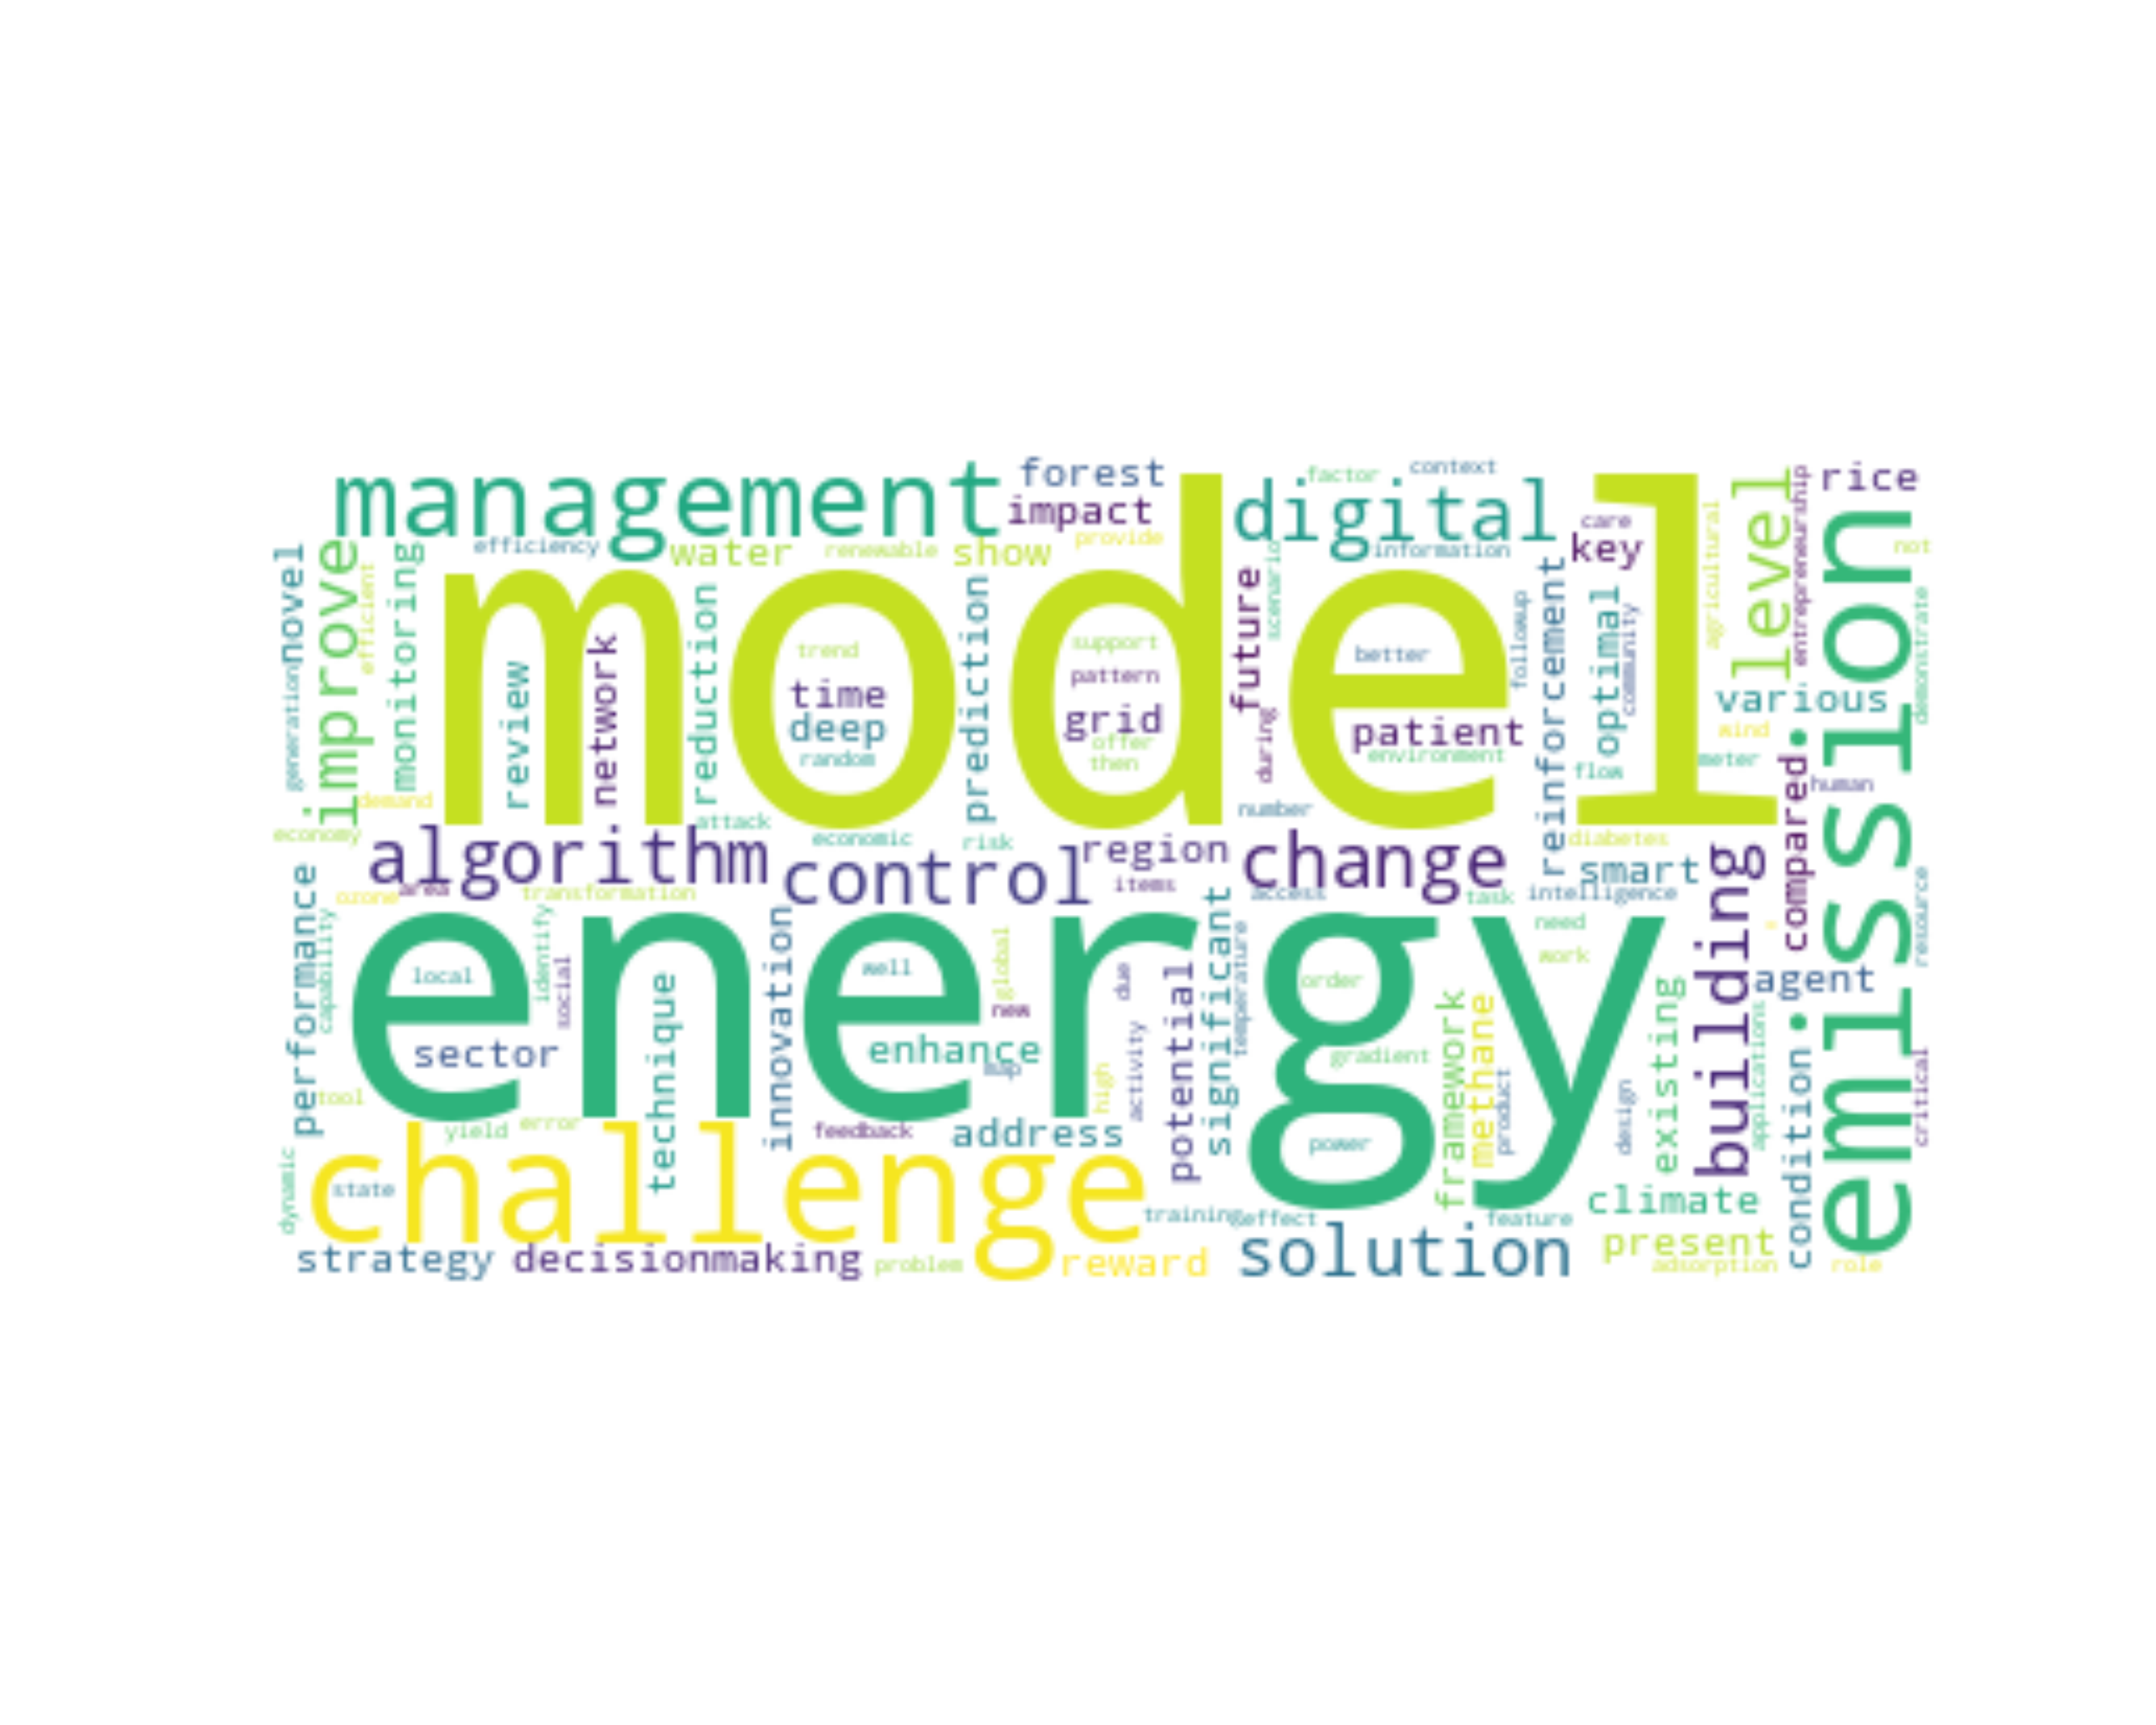 management
forest
impact
digital
factor
context
care
key
level
entrepreneurship
rice
efficiency
water
renewable
show
provide
information
agricultural
not
novel
improve
efficient
monitoring
generation
model
review
network
reduction
trend
time
deep
random
prediction
support
pattern
grid
offer
then
future
scenario
during
better
patient
environment
followup
reinforcement
optimal
community
flow
various
wind
meter
human
compared
emission
demonstrate
demand
economy
attack
economic
risk
number
diabetes
algorithm
area
ozone
transformation
control
region
items
change
access
task
smart
intelligence
building
agent
resource
performance
capability
energy
local
identify
social
sector
technique
innovation
well
global
new
enhance
map
high
due
activity
potential
significant
temperature
order
gradient
power
framework
methane
product
need
work
design
existing
applications
condition
critical
tool
yield
error
feedback
address
dynamic
challenge
state
training
effect
feature
climate
strategy
decisionmaking
problem
reward
solution
present
adsorption
role